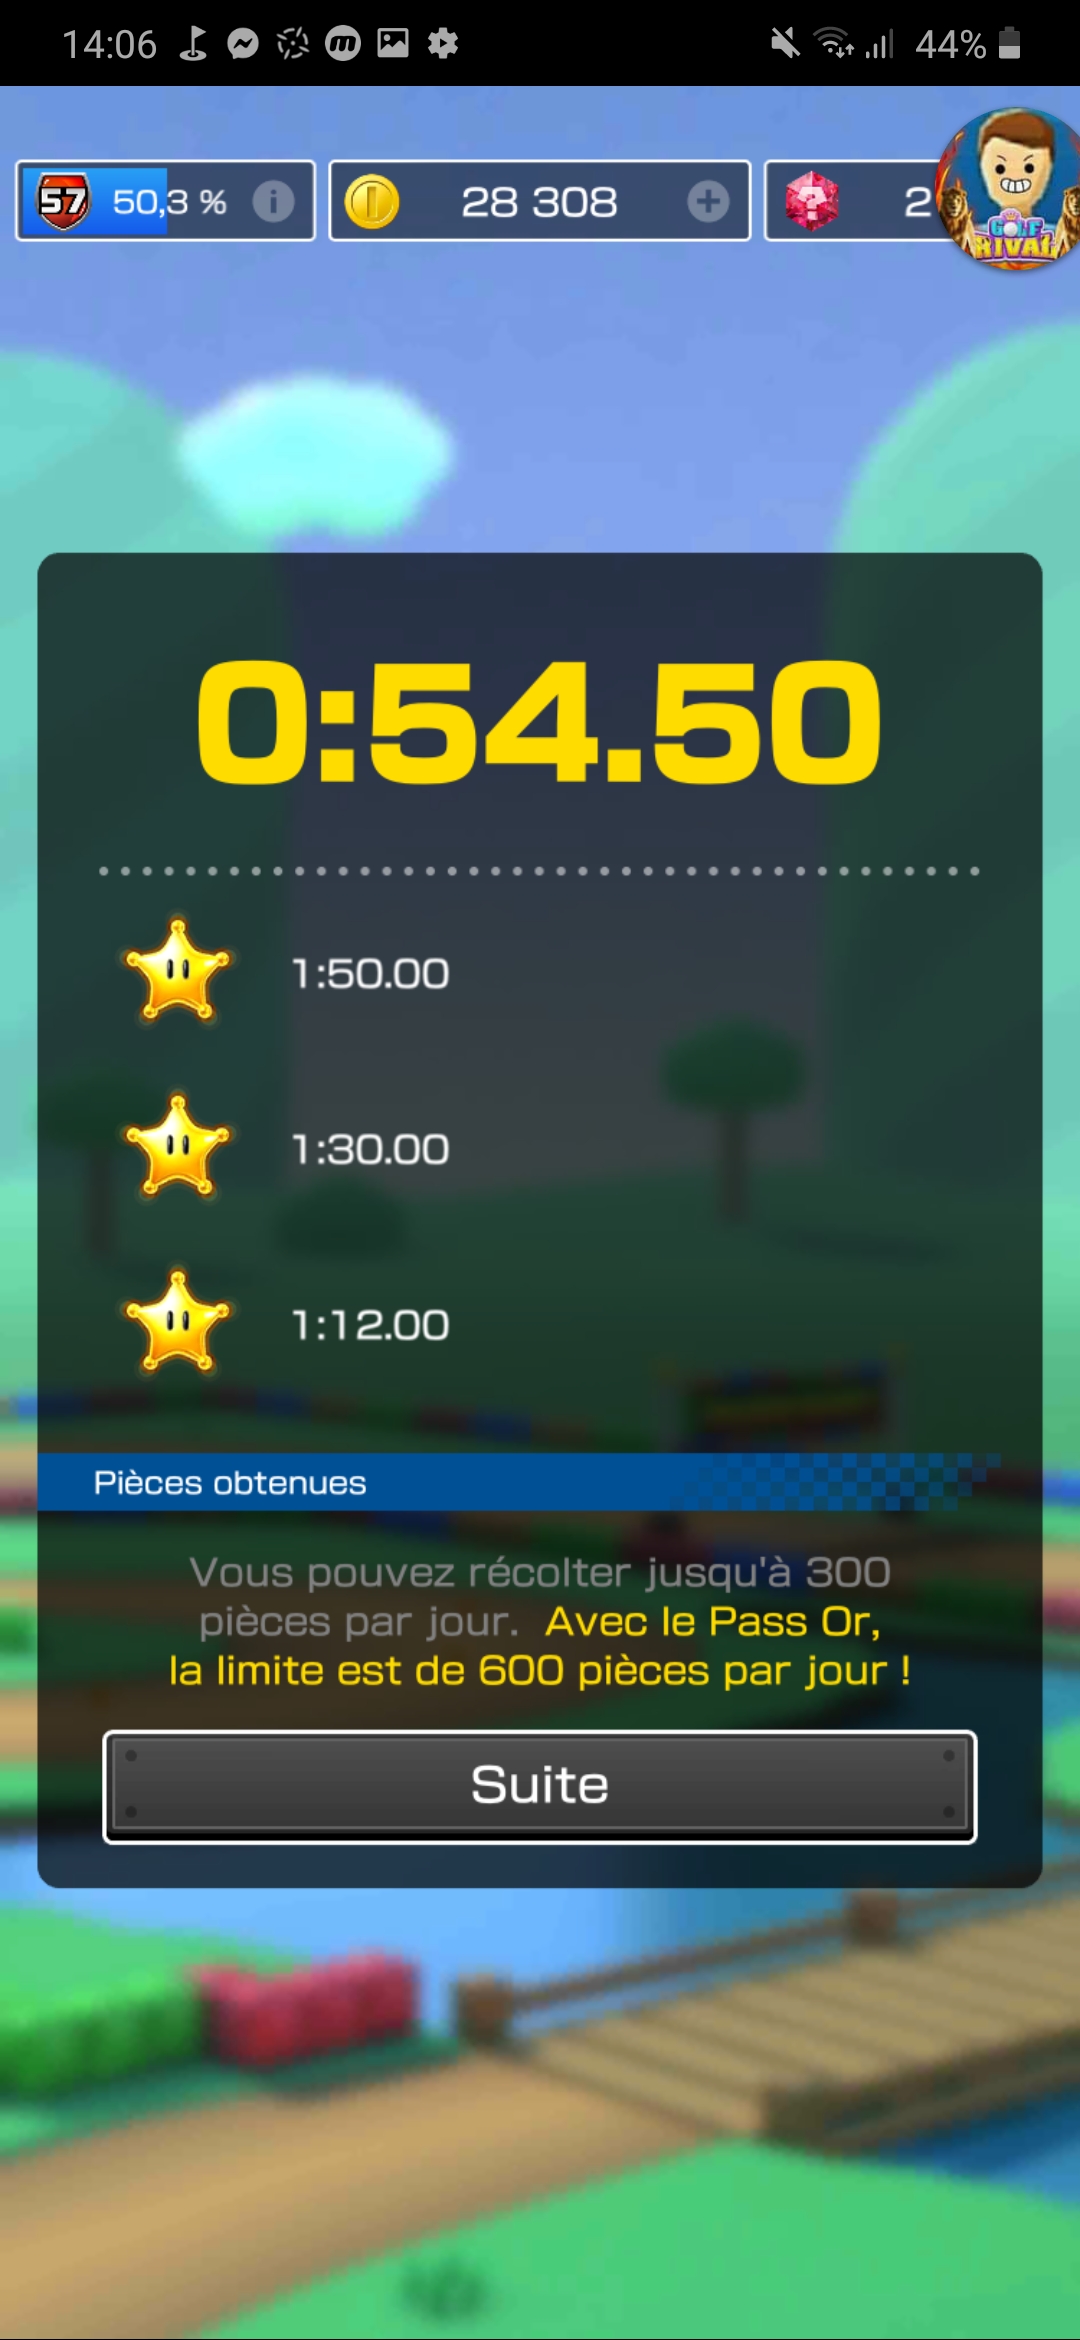 14:06 44%
57 50,3 % 28 308 2
GOLF
RIVAL
0:54.50
1:50.00
1:30.00
1:12.00
Pièces obtenues
Vous pouvez récolter jusqu'à 300
pièces par jour. Avec le Pass Or,
la limite est de 600 pièces par jour !
Suite